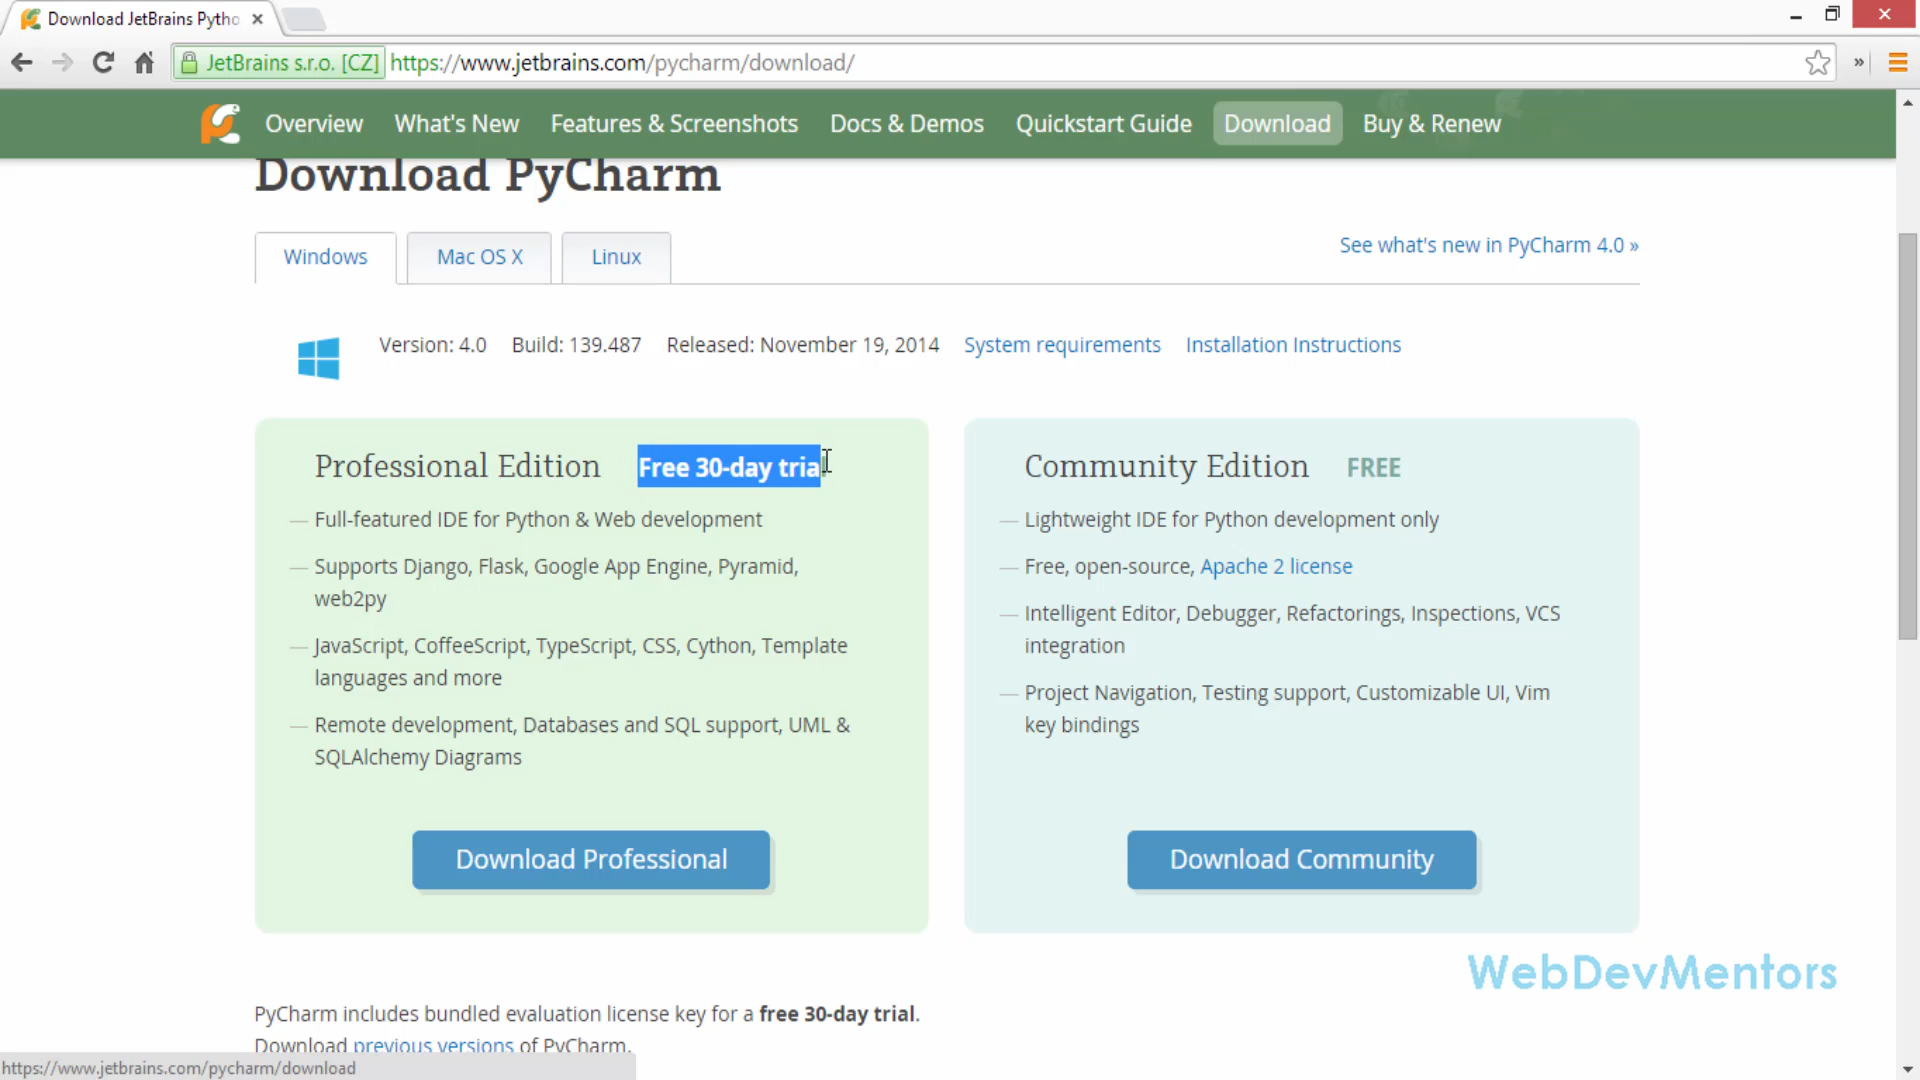 Download JetBrains Pytho
JetBrains s.r.o. [CZ] https://www.jetbrains.com/pycharm/download/
Overview What's New Features & Screenshots Docs & Demos Quickstart Guide Download Buy & Renew
Download PyCharm
Windows Mac OS X Linux
See what's new in PyCharm 4.0 »
Version: 4.0 Build: 139.487 Released: November 19, 2014 System requirements Installation Instructions
Professional Edition Free 30-day trial
— Full-featured IDE for Python & Web development
— Supports Django, Flask, Google App Engine, Pyramid,
web2py
— JavaScript, CoffeeScript, TypeScript, CSS, Cython, Template
languages and more
— Remote development, Databases and SQL support, UML &
SQLAlchemy Diagrams
Download Professional
Community Edition FREE
— Lightweight IDE for Python development only
— Free, open-source, Apache 2 license
— Intelligent Editor, Debugger, Refactorings, Inspections, VCS
integration
— Project Navigation, Testing support, Customizable UI, Vim
key bindings
Download Community
WebDevMentors
PyCharm includes bundled evaluation license key for a free 30-day trial.
Download previous versions of PyCharm.
https://www.jetbrains.com/pycharm/download